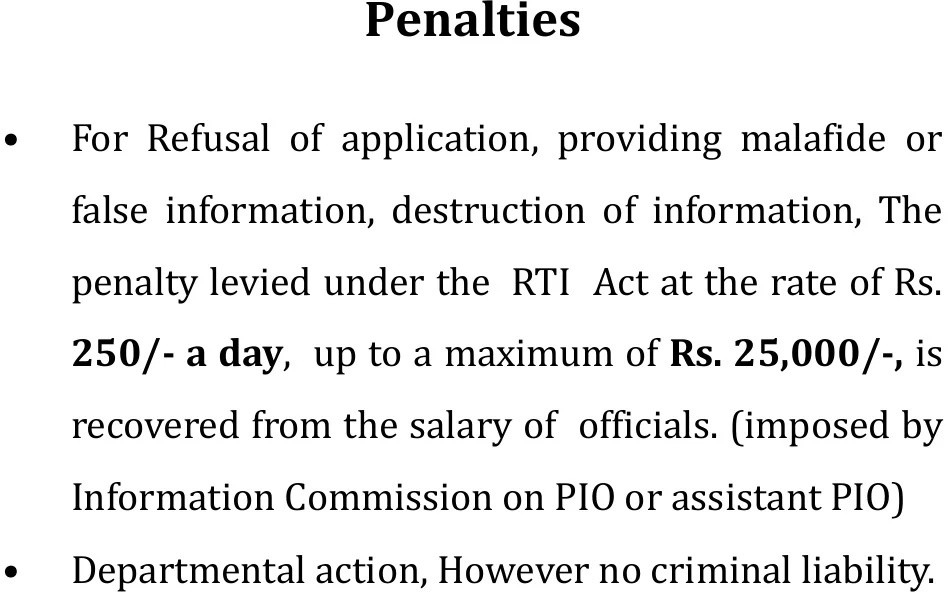 Penalties
• For Refusal of application, providing malafide or
false information, destruction of information, The
penalty levied under the RTI Act at the rate of Rs.
250/- a day, up to a maximum of Rs. 25,000/-, is
recovered from the salary of officials. (imposed by
Information Commission on PIO or assistant PIO)
• Departmental action, However no criminal liability.